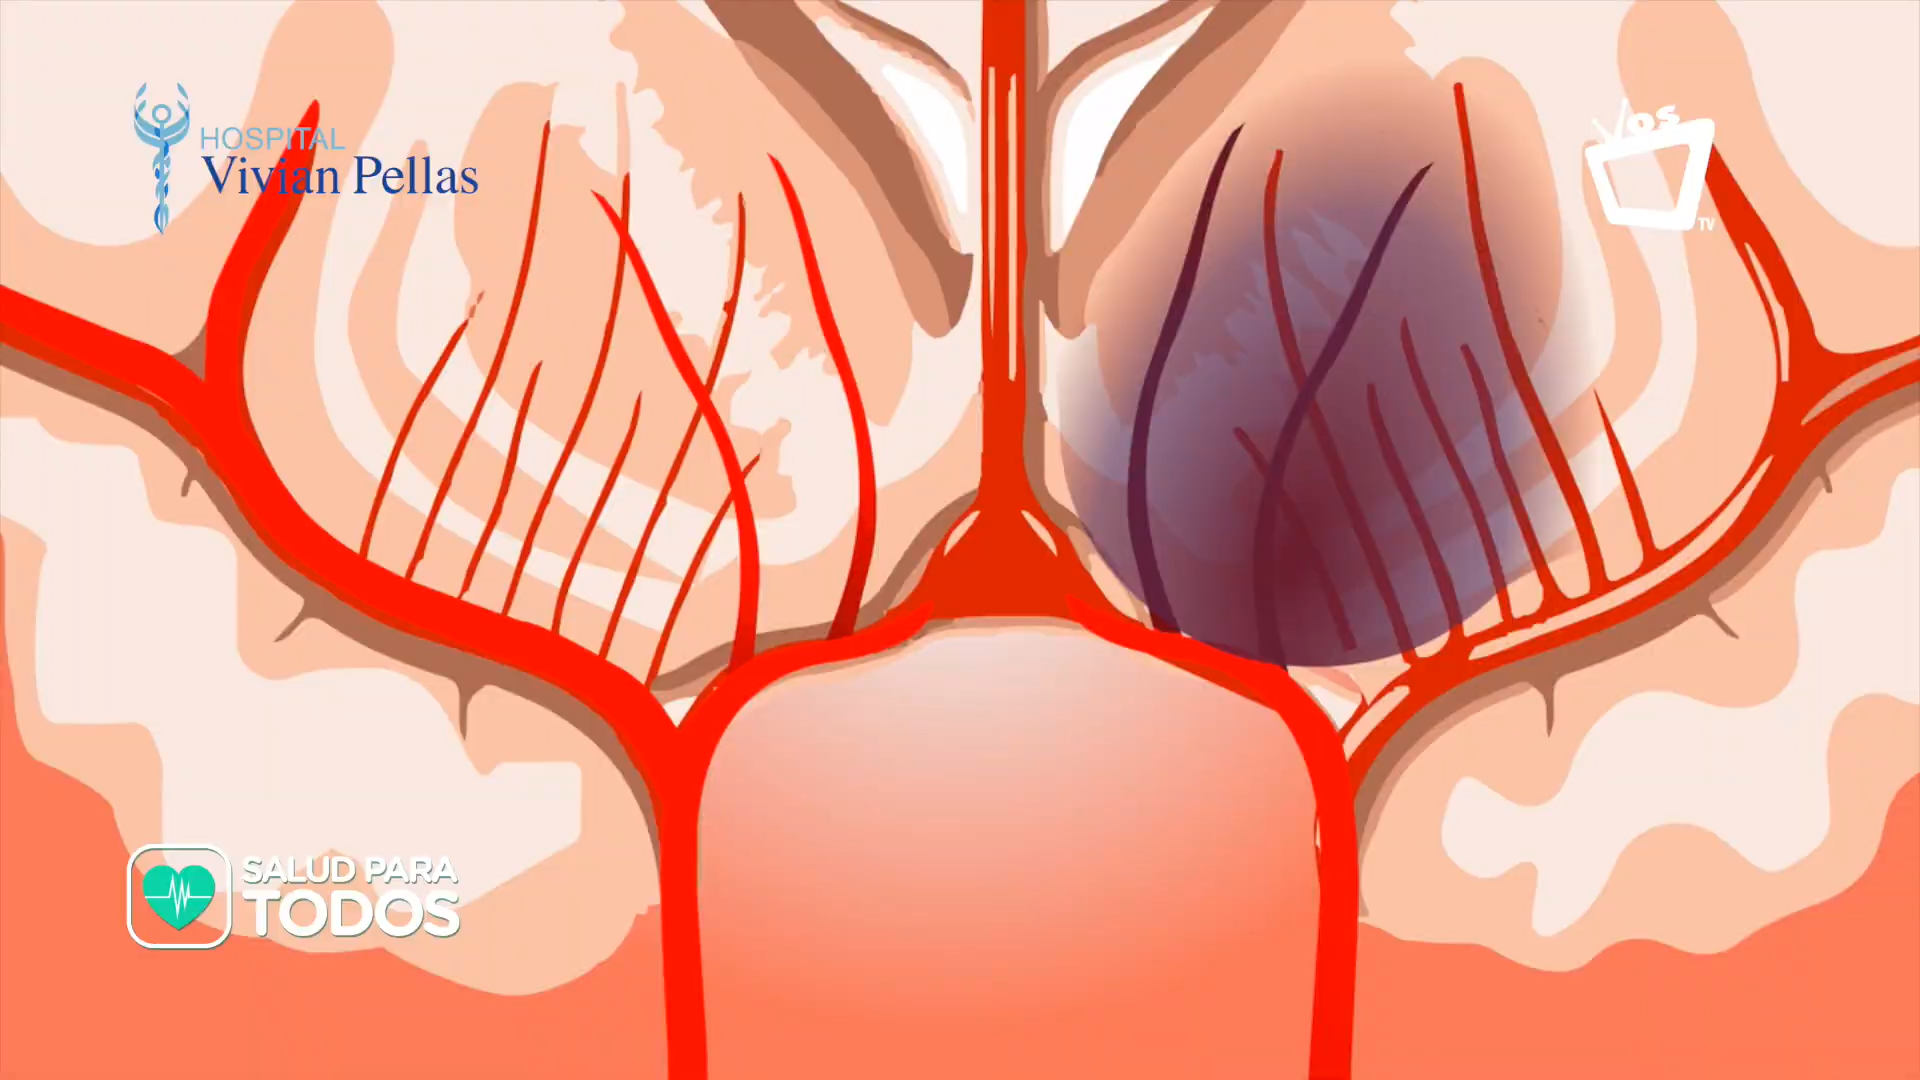 HOSPITAL
Vivian Pellas
Vos
TV
SALUD PARA
TODOS